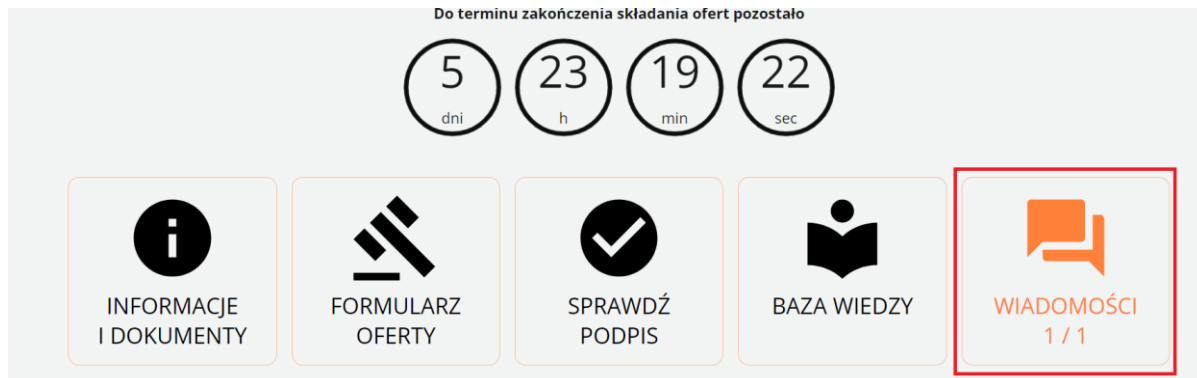 Do terminu zakończenia składania ofert pozostało
5 23 19 22
dni h min sec
INFORMACJE
I DOKUMENTY
FORMULARZ
OFERTY
SPRAWDŹ
PODPIS
BAZA WIEDZY
WIADOMOŚCI
1 / 1